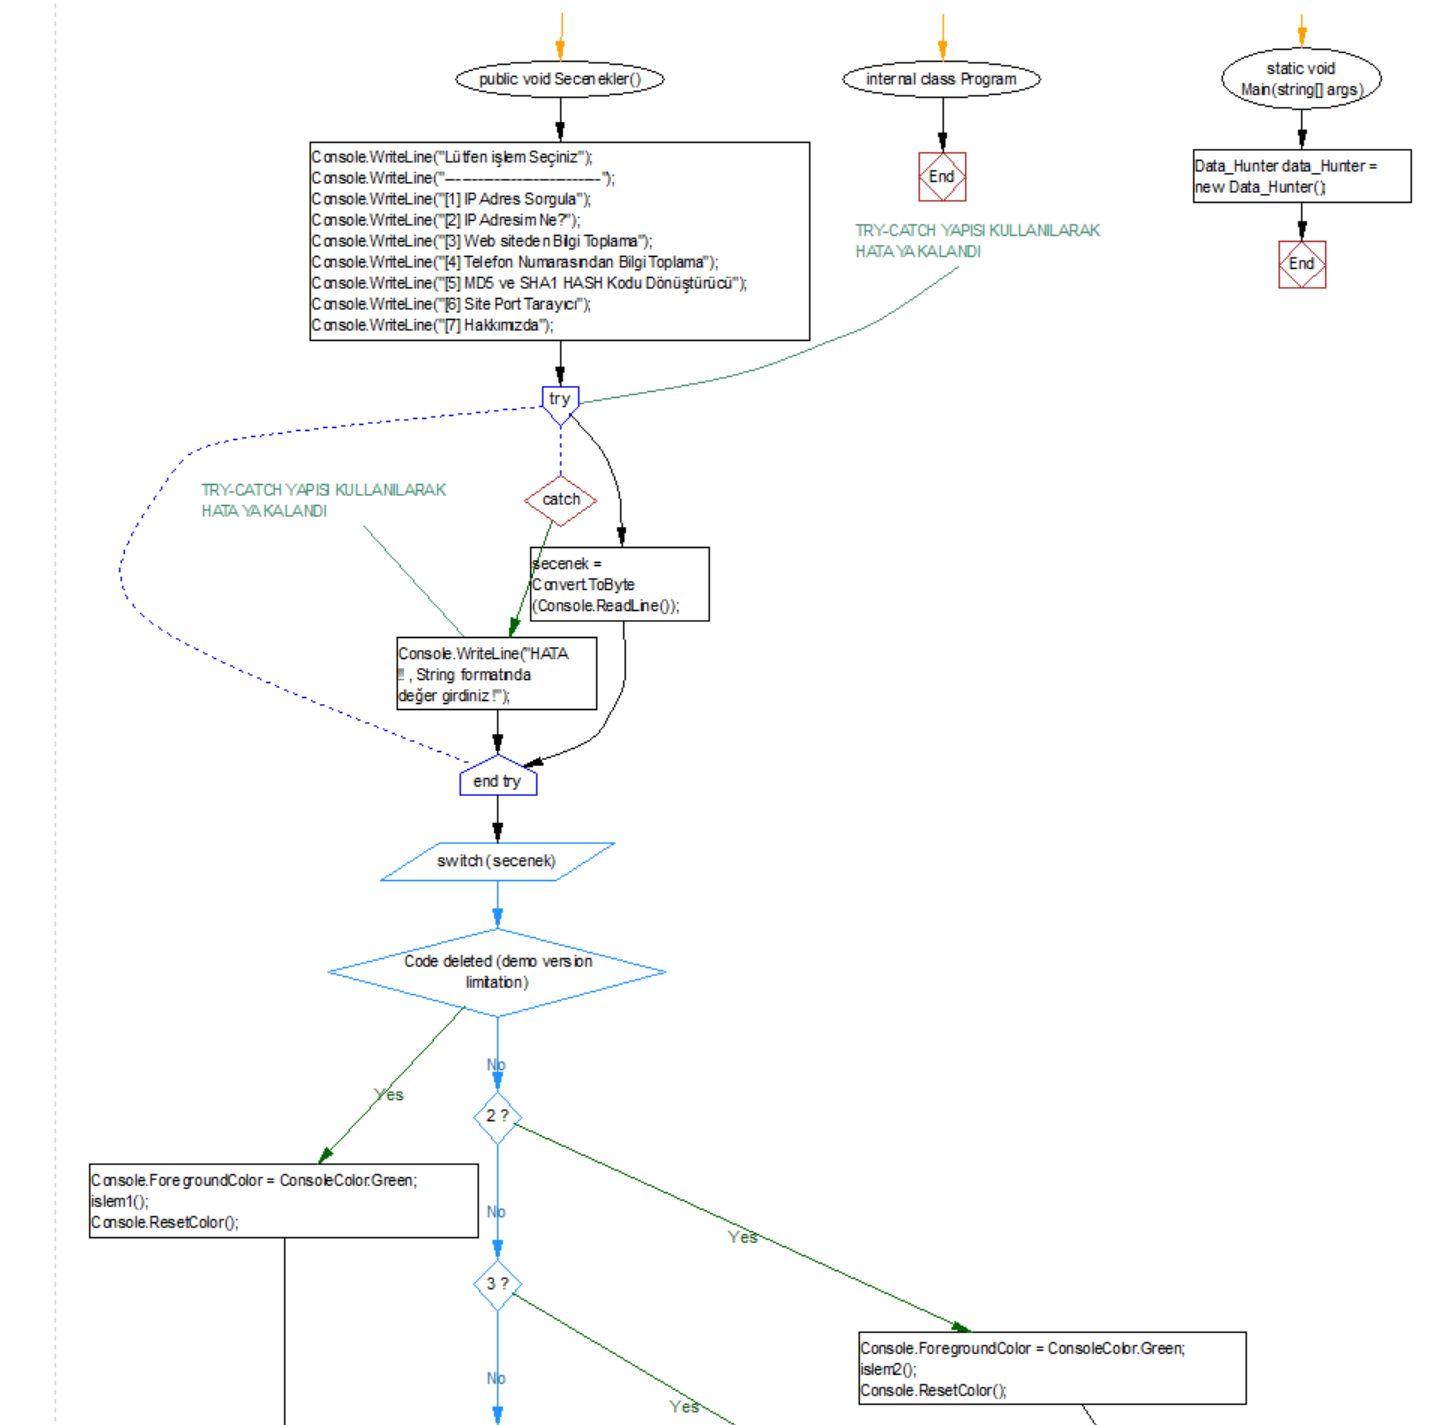 public void Secenekler()
Console.WriteLine("Lütfen işlem Seçiniz");
Console.WriteLine("----------------------------");
Console.WriteLine("[1] IP Adres Sorgula");
Console.WriteLine("[2] IP Adresim Ne?");
Console.WriteLine("[3] Web siteden Bilgi Toplama");
Console.WriteLine("[4] Telefon Numarasından Bilgi Toplama");
Console.WriteLine("[5] MD5 ve SHA1 HASH Kodu Dönüştürücü");
Console.WriteLine("[6] Site Port Tarayıcı");
Console.WriteLine("[7] Hakkımızda");
internal class Program
End
static void
Main(string[] args)
Data_Hunter data_Hunter =
new Data_Hunter();
End
TRY-CATCH YAPISI KULLANILARAK
HATA YAKALANDI
try
TRY-CATCH YAPISI KULLANILARAK
HATA YAKALANDI
catch
secenek =
Convert.ToByte
(Console.ReadLine());
Console.WriteLine("HATA
!! , String formatında
değer girdiniz !");
end try
switch (secenek)
Code deleted (demo version
limitation)
No
Yes
2 ?
Console.ForegroundColor = ConsoleColor.Green;
islem1();
Console.ResetColor();
No
Yes
3 ?
Console.ForegroundColor = ConsoleColor.Green;
islem2();
Console.ResetColor();
No
Yes